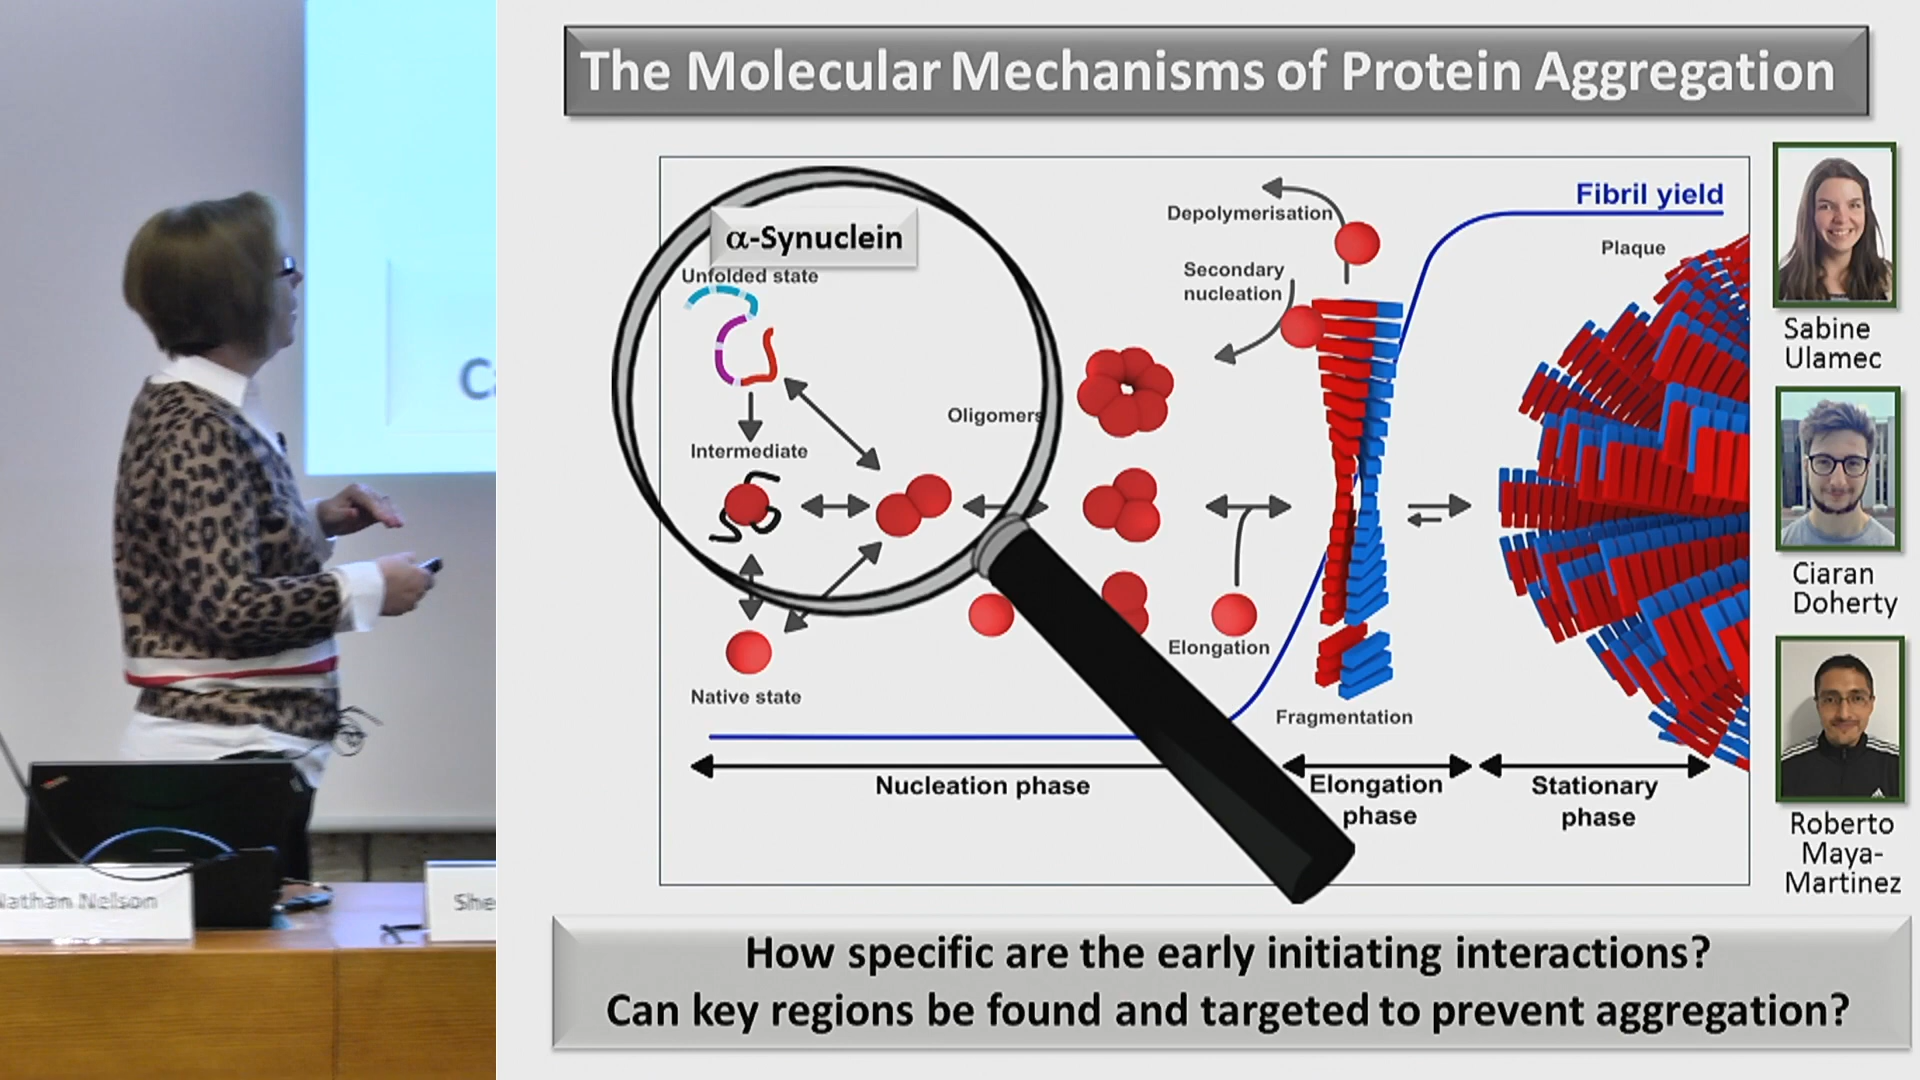 The Molecular Mechanisms of Protein Aggregation
α-Synuclein
Unfolded state
Intermediate
Native state
Oligomers
Depolymerisation
Secondary
nucleation
Elongation
Fragmentation
Fibril yield
Plaque
Nucleation phase
Elongation
phase
Stationary
phase
Sabine
Ulamec
Ciaran
Doherty
Roberto
Maya-
Martinez
How specific are the early initiating interactions?
Can key regions be found and targeted to prevent aggregation?
Nathan Nelson